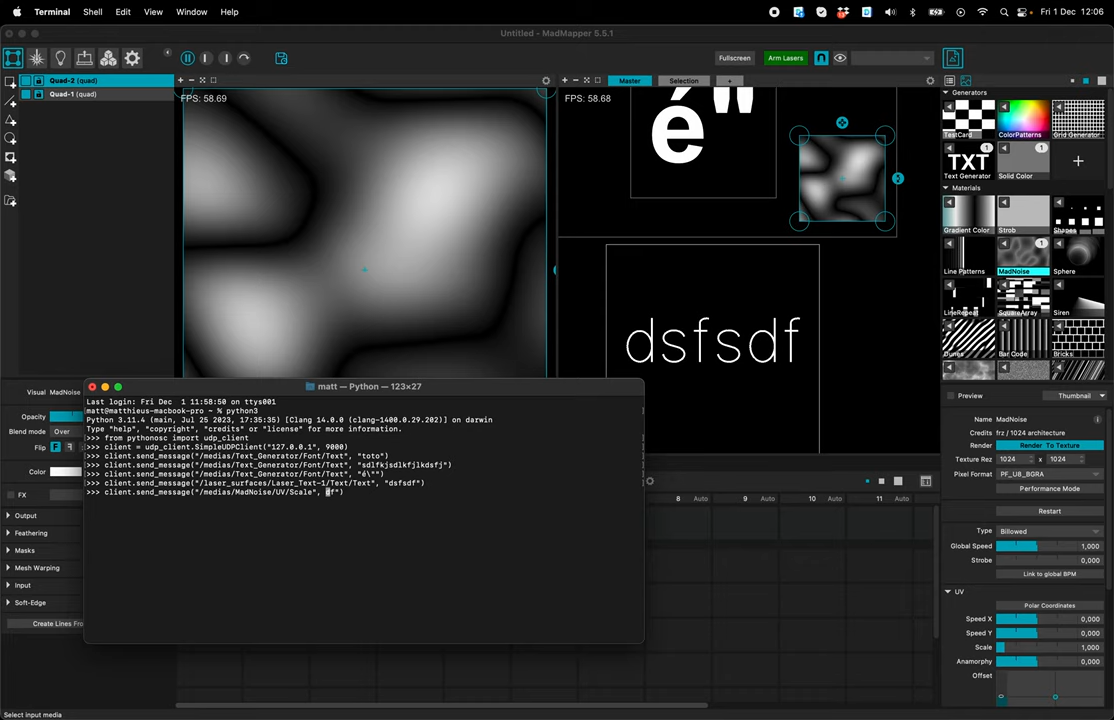 Terminal Shell Edit View Window Help
Fri 1 Dec 12:06
Untitled — MadMapper 5.5.1
Fullscreen
Arm Lasers
Quad-2 (quad)
Quad-1 (quad)
Master
Selection
+
FPS: 58.69
FPS: 58.68
é"
dsfsdf
Generators
TestCard
ColorPatterns
Grid Generator
TXT
1
Text Generator
1
Solid Color
+
Materials
Gradient Color
Strob
Shapes
Line Patterns
1
MadNoise
Sphere
LineRepeat
SquareArray
Siren
Dunes
Bar Code
Bricks
Visual MadNoise
Opacity
Blend mode Over
Flip
Color
FX
Output
Feathering
Masks
Mesh Warping
Input
Soft-Edge
Create Lines Fro
matt — Python — 123×27
Last login: Fri Dec 1 11:58:50 on ttys001
matt@matthieus-macbook-pro ~ % python3
Python 3.11.4 (main, Jul 25 2023, 17:35:35) [Clang 14.0.0 (clang-1400.0.29.202)] on darwin
Type "help", "copyright", "credits" or "license" for more information.
>>> from pythonosc import udp_client
>>> client = udp_client.SimpleUDPClient("127.0.0.1", 9000)
>>> client.send_message("/medias/Text_Generator/Font/Text", "toto")
>>> client.send_message("/medias/Text_Generator/Font/Text", "sdlfkjsdlkfjlkdsfj")
>>> client.send_message("/medias/Text_Generator/Font/Text", "é\"")
>>> client.send_message("/laser_surfaces/Laser_Text-1/Text/Text", "dsfsdf")
>>> client.send_message("/medias/MadNoise/UV/Scale", df")
8 Auto 9 Auto 10 Auto 11 Auto
Preview
Thumbnail
Name MadNoise
Credits frz / 1024 architecture
Render To Texture
Texture Rez 1024 x 1024
Pixel Format PF_U8_BGRA
Performance Mode
Restart
Type Billowed
Global Speed 1,000
Strobe 0,000
Link to global BPM
UV
Polar Coordinates
Speed X 0,000
Speed Y 0,000
Scale 1,000
Anamorphy 0,000
Offset
Select input media